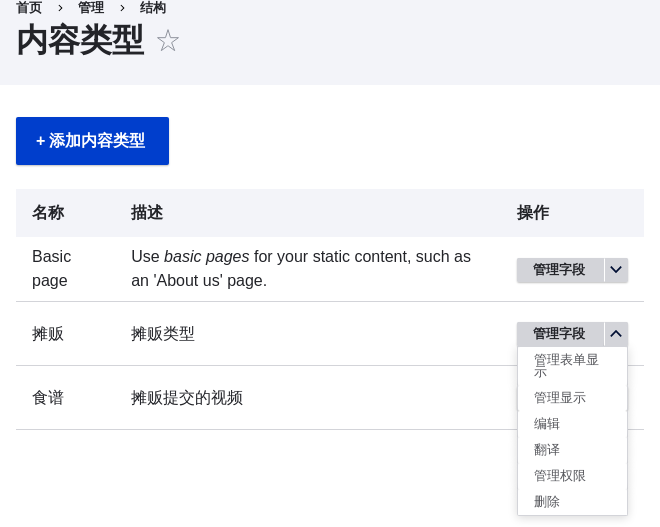 首页 › 管理 › 结构
内容类型
+ 添加内容类型
名称 描述 操作
Basic page
Use basic pages for your static content, such as
an 'About us' page.
管理字段
摊贩 摊贩类型 管理字段
管理表单显
示
食谱 摊贩提交的视频
管理显示
编辑
翻译
管理权限
删除